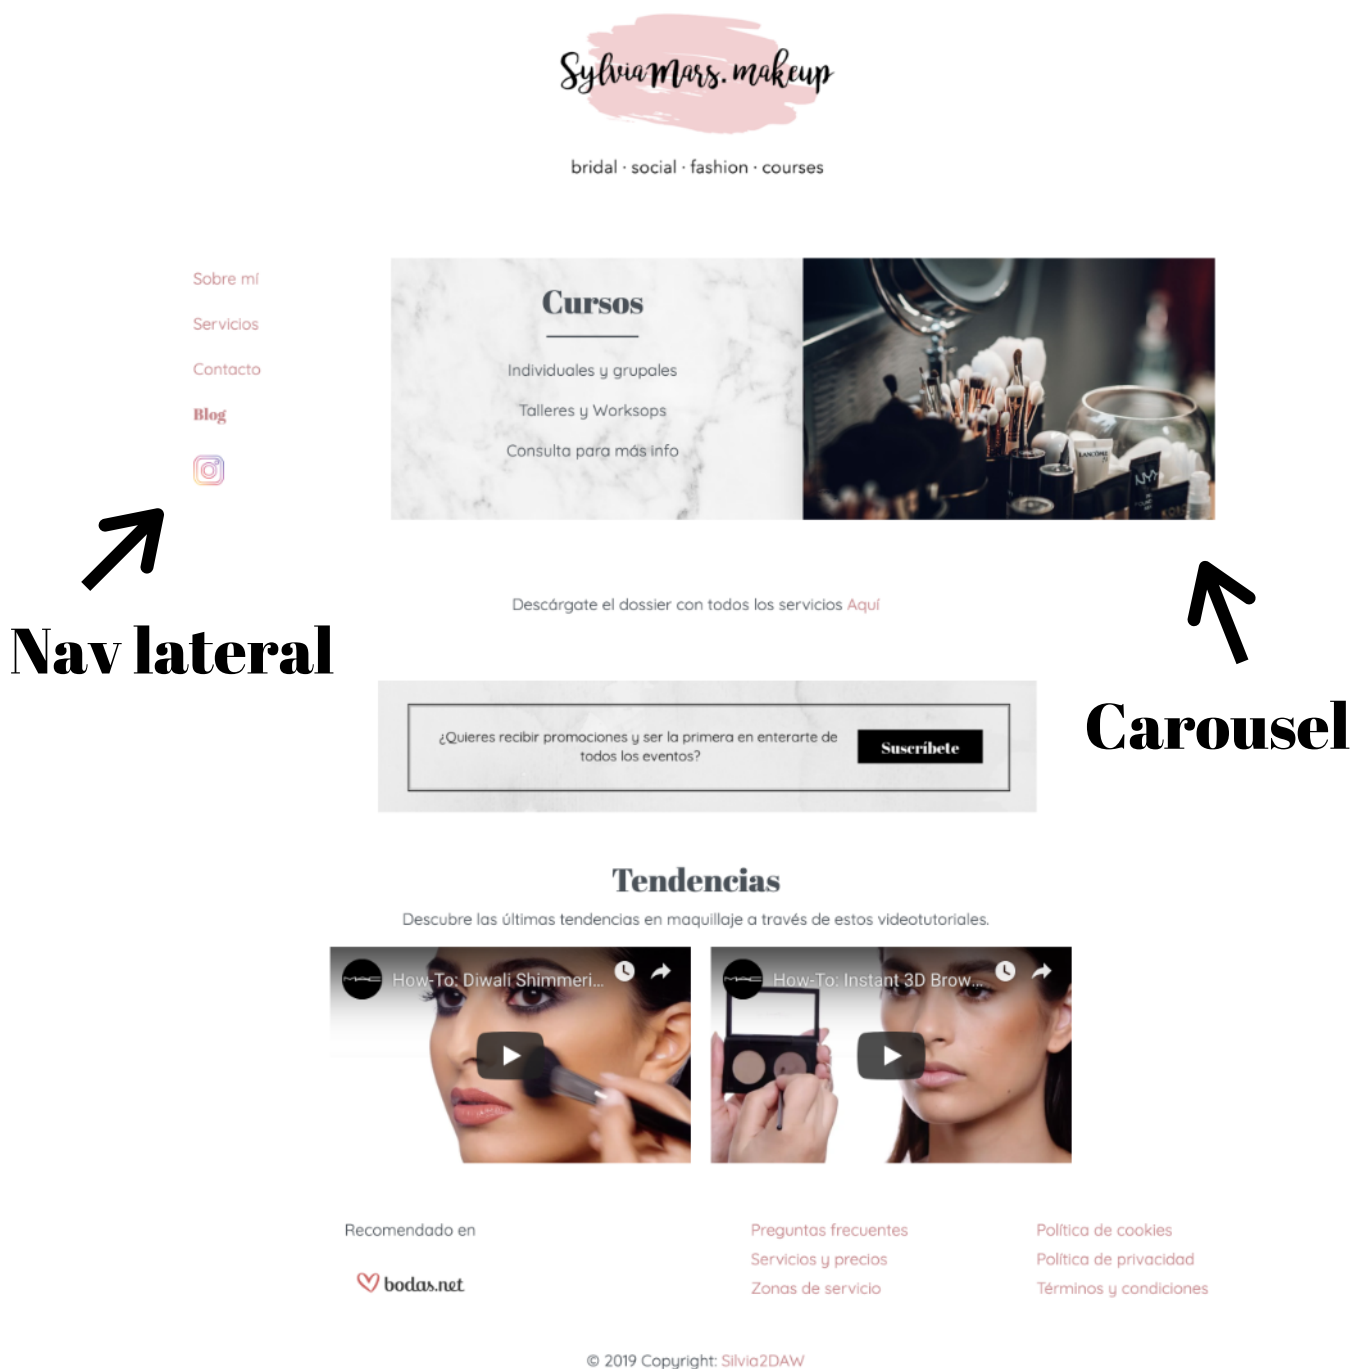 SylviaMars.makeup
bridal · social · fashion · courses
Sobre mí
Servicios
Contacto
Blog
Nav lateral
Cursos
Individuales y grupales
Talleres y Worksops
Consulta para más info
LANCÔME
NYX
Carousel
Descárgate el dossier con todos los servicios Aquí
¿Quieres recibir promociones y ser la primera en enterarte de
todos los eventos?
Suscríbete
Tendencias
Descubre las últimas tendencias en maquillaje a través de estos videotutoriales.
MAC
How-To: Diwali Shimmeri...
MAC
How-To: Instant 3D Brow...
Recomendado en
bodas.net
Preguntas frecuentes
Servicios y precios
Zonas de servicio
Política de cookies
Política de privacidad
Términos y condiciones
© 2019 Copyright: Silvia2DAW